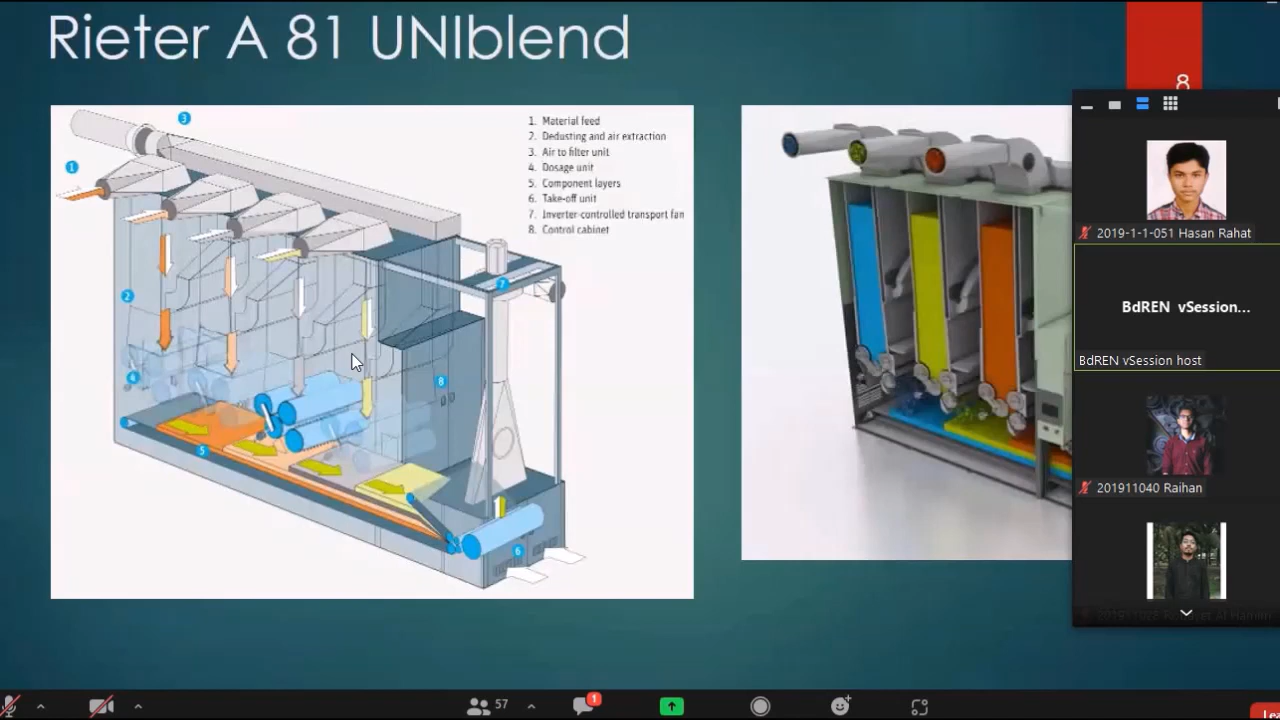 Rieter A 81 UNIblend
8
1. Material feed
2. Dedusting and air extraction
3. Air to filter unit
4. Dosage unit
5. Component layers
6. Take-off unit
7. Inverter-controlled transport fan
8. Control cabinet
3
1
7
2
4
8
5
6
2019-1-1-051 Hasan Rahat
BdREN vSession...
BdREN vSession host
201911040 Raihan
57
1